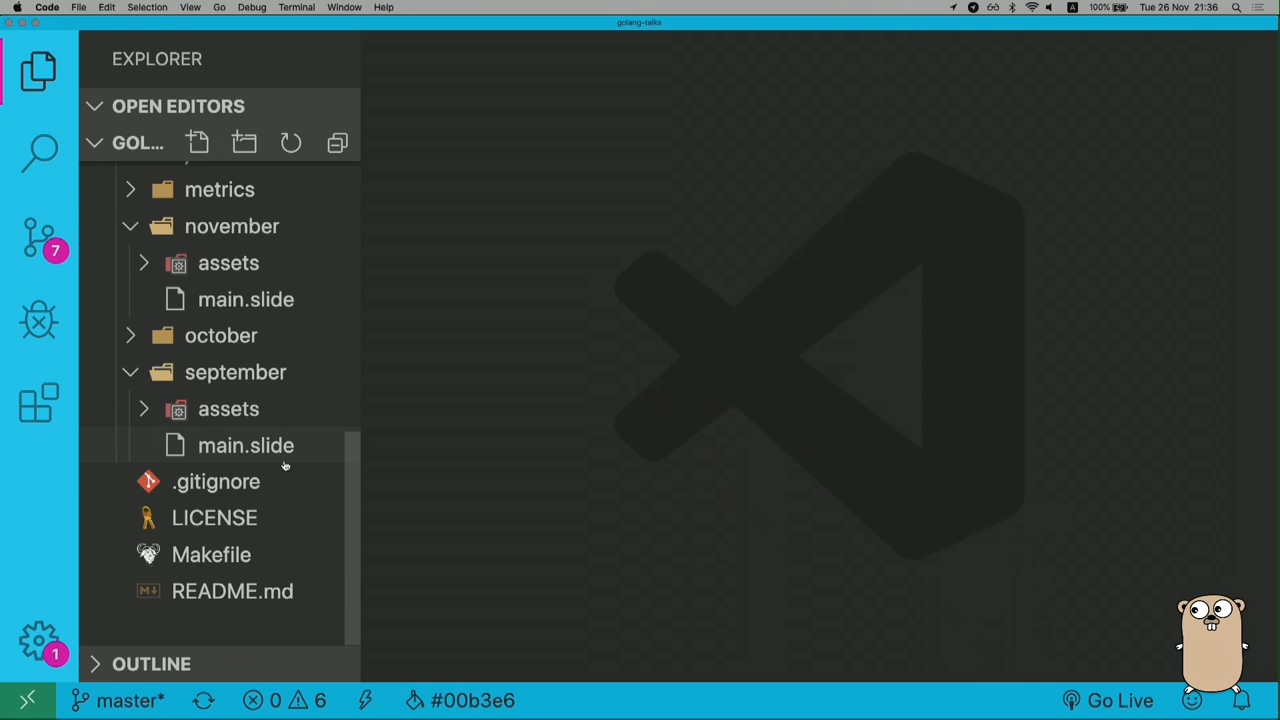 Code File Edit Selection View Go Debug Terminal Window Help 100% Tue 26 Nov 21:36
golang-talks
EXPLORER
OPEN EDITORS
GOL...
metrics
november
assets
main.slide
october
september
assets
main.slide
.gitignore
LICENSE
Makefile
README.md
OUTLINE
7
1
master* 0 6 #00b3e6 Go Live